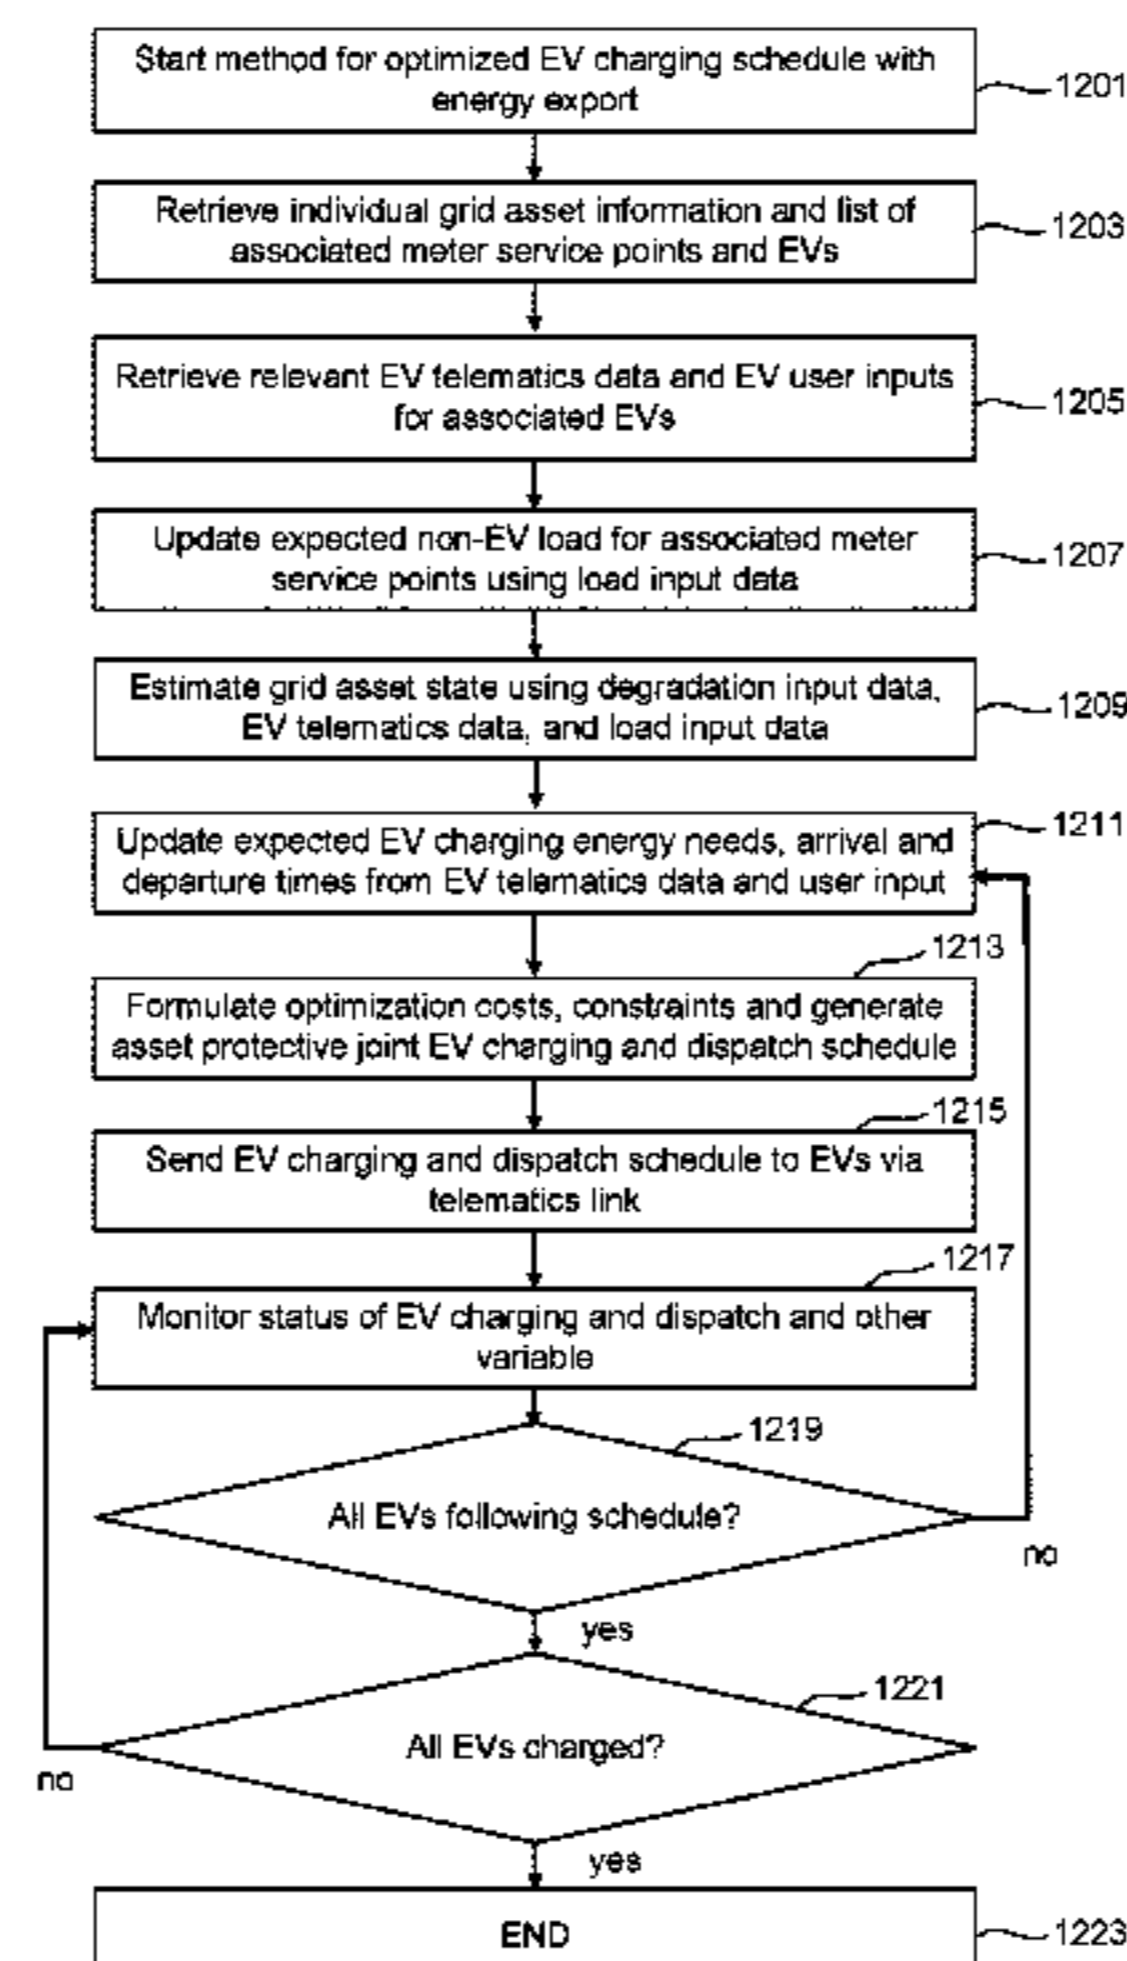 Start method for optimized EV charging schedule with
energy export
1201
Retrieve individual grid asset information and list of
associated meter service points and EVs
1203
Retrieve relevant EV telematics data and EV user inputs
for associated EVs
1205
Update expected non-EV load for associated meter
service points using load input data
1207
Estimate grid asset state using degradation input data,
EV telematics data, and load input data
1209
Update expected EV charging energy needs, arrival and
departure times from EV telematics data and user input
1211
1213
Formulate optimization costs, constraints and generate
asset protective joint EV charging and dispatch schedule
1215
Send EV charging and dispatch schedule to EVs via
telematics link
1217
Monitor status of EV charging and dispatch and other
variable
1219
All EVs following schedule?
no
yes
1221
All EVs charged?
no
yes
END
1223